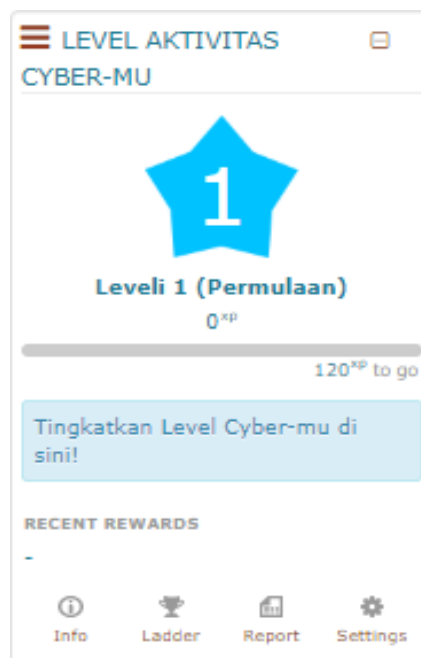 LEVEL AKTIVITAS
CYBER-MU
1
Leveli 1 (Permulaan)
0xp
120xp to go
Tingkatkan Level Cyber-mu di
sini!
RECENT REWARDS
-
Info Ladder Report Settings